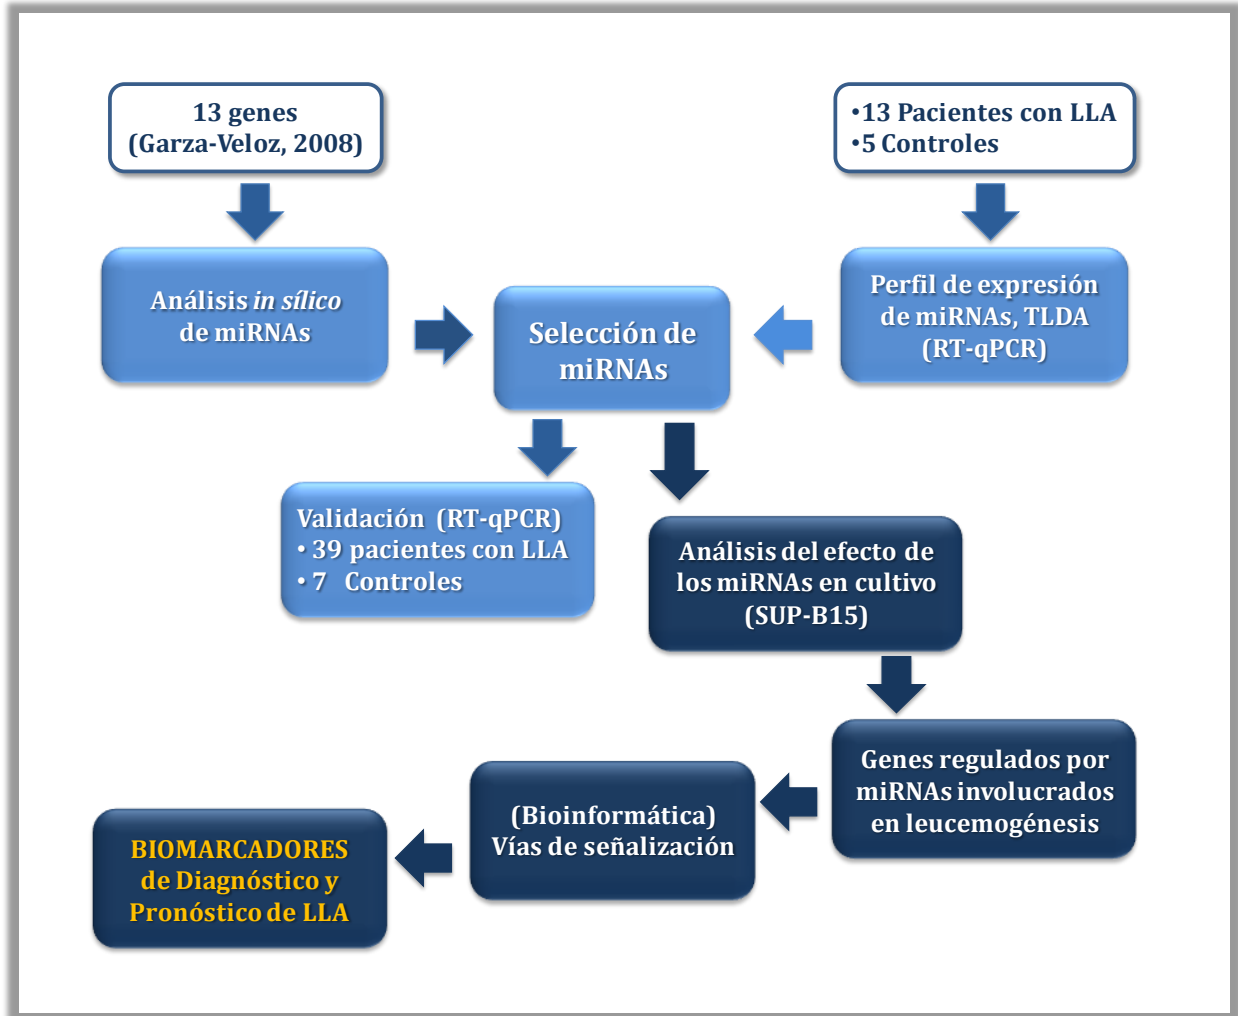 13 genes
(Garza-Veloz, 2008)
•13 Pacientes con LLA
•5 Controles
Análisis in sílico
de miRNAs
Perfil de expresión
de miRNAs, TLDA
(RT-qPCR)
Selección de
miRNAs
Validación (RT-qPCR)
• 39 pacientes con LLA
• 7 Controles
Análisis del efecto de
los miRNAs en cultivo
(SUP-B15)
Genes regulados por
miRNAs involucrados
en leucemogénesis
(Bioinformática)
Vías de señalización
BIOMARCADORES
de Diagnóstico y
Pronóstico de LLA